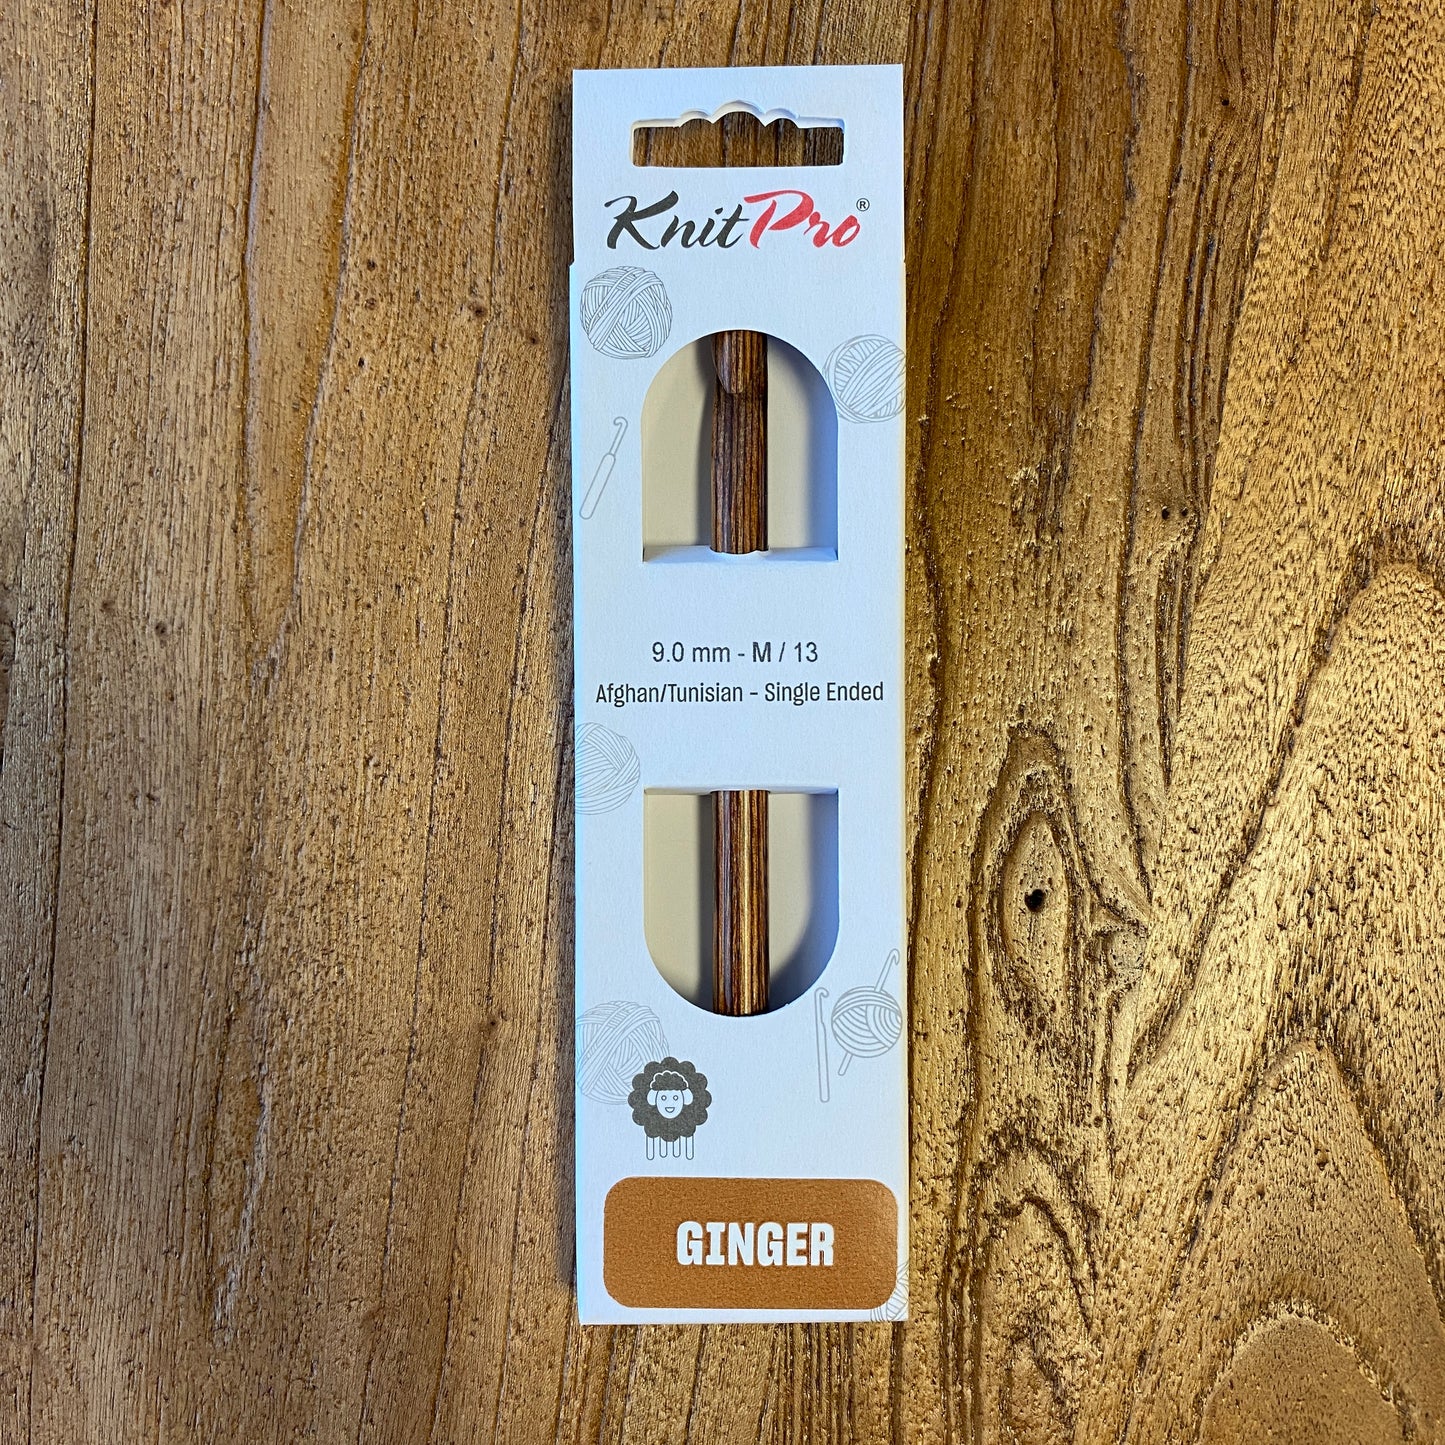 KnitPro®
9.0 mm - M / 13
Afghan/Tunisian - Single Ended
GINGER